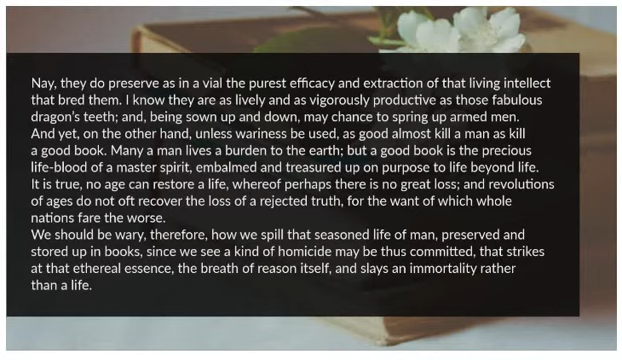 Nay, they do preserve as in a vial the purest efficacy and extraction of that living intellect
that bred them. I know they are as lively and as vigorously productive as those fabulous
dragon's teeth; and, being sown up and down, may chance to spring up armed men.
And yet, on the other hand, unless wariness be used, as good almost kill a man as kill
a good book. Many a man lives a burden to the earth; but a good book is the precious
life-blood of a master spirit, embalmed and treasured up on purpose to life beyond life.
It is true, no age can restore a life, whereof perhaps there is no great loss; and revolutions
of ages do not oft recover the loss of a rejected truth, for the want of which whole
nations fare the worse.
We should be wary, therefore, how we spill that seasoned life of man, preserved and
stored up in books, since we see a kind of homicide may be thus committed, that strikes
at that ethereal essence, the breath of reason itself, and slays an immortality rather
than a life.